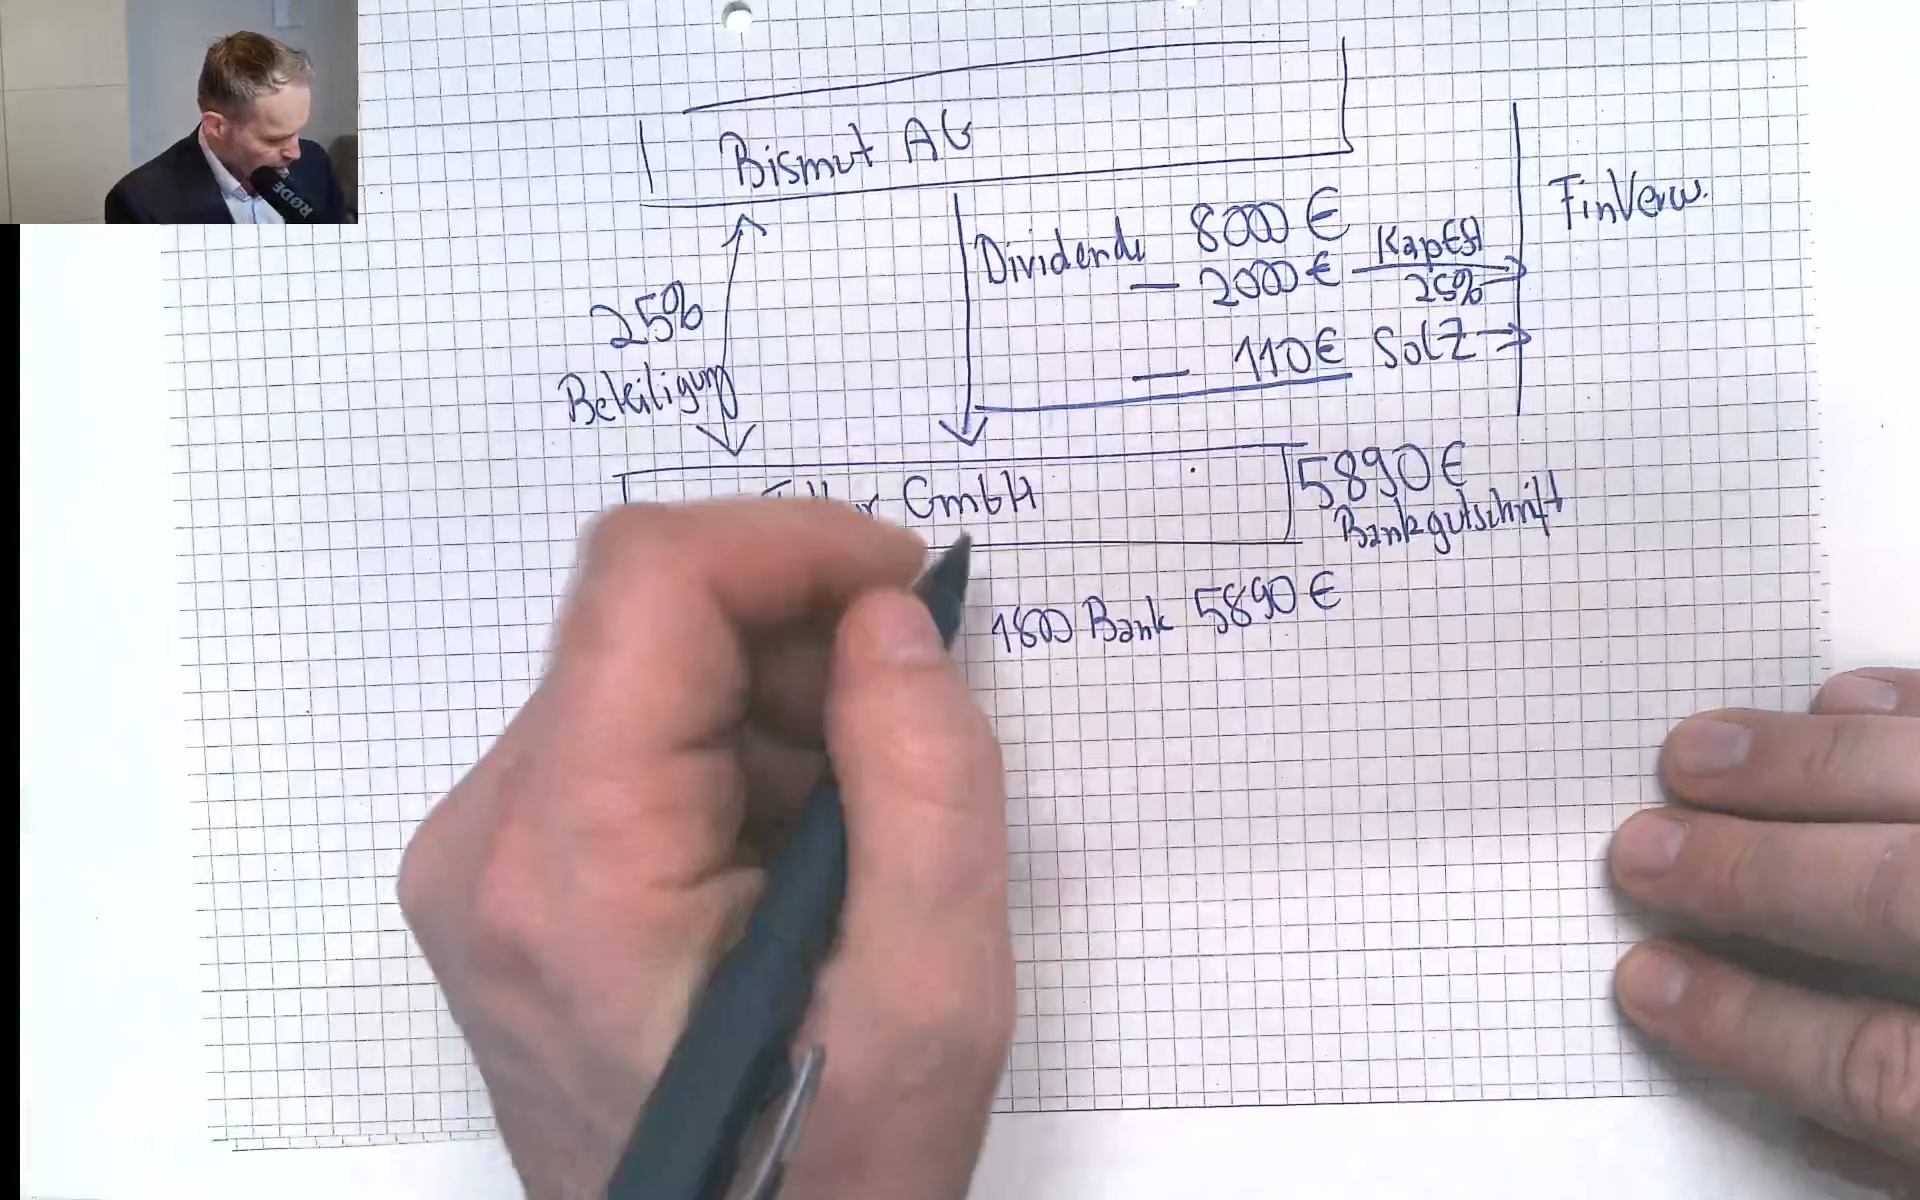 Bismut AG
Dividende 8000 €
— 2000 € KapESt
25%
— 110 € SolZ
FinVerw.
25%
Beteiligung
GmbH
5890 €
Bankgutschrift
1800 Bank 5890 €
RØDE